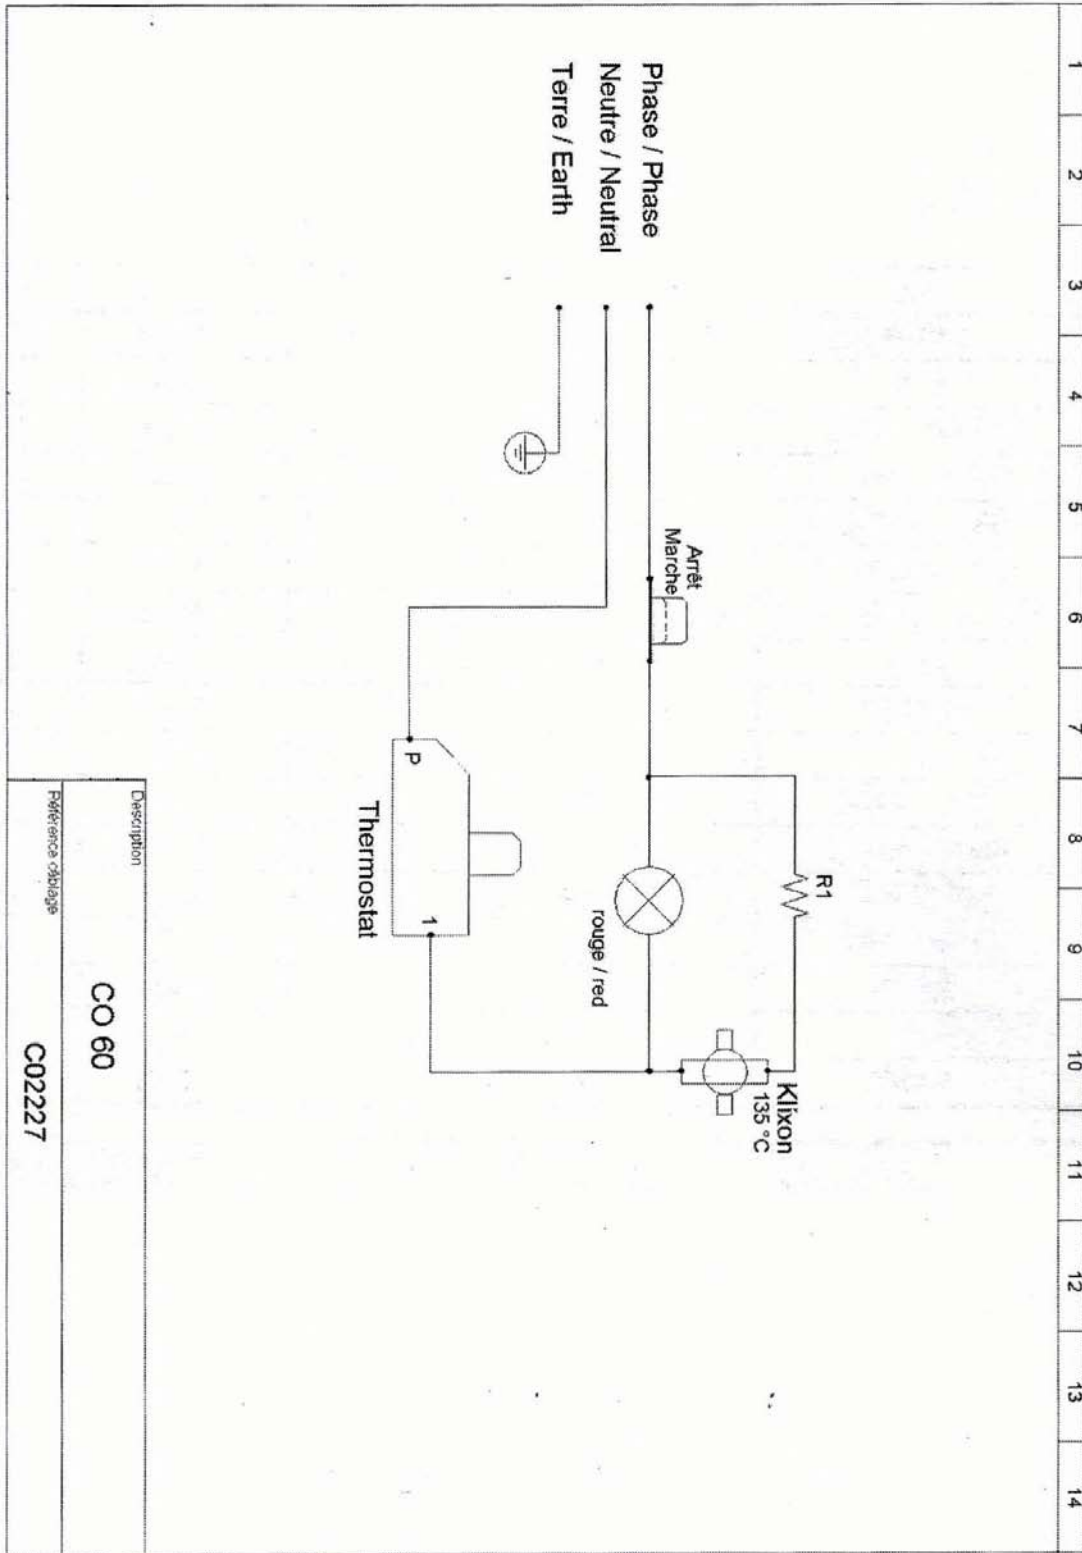 1
2
3
4
5
6
7
8
9
10
11
12
13
14
R1
Klixon
135 °C
Arrêt
Marche
rouge / red
Phase / Phase
Neutre / Neutral
Terre / Earth
P
1
Thermostat
Description
CO 60
Référence câblage
C02227